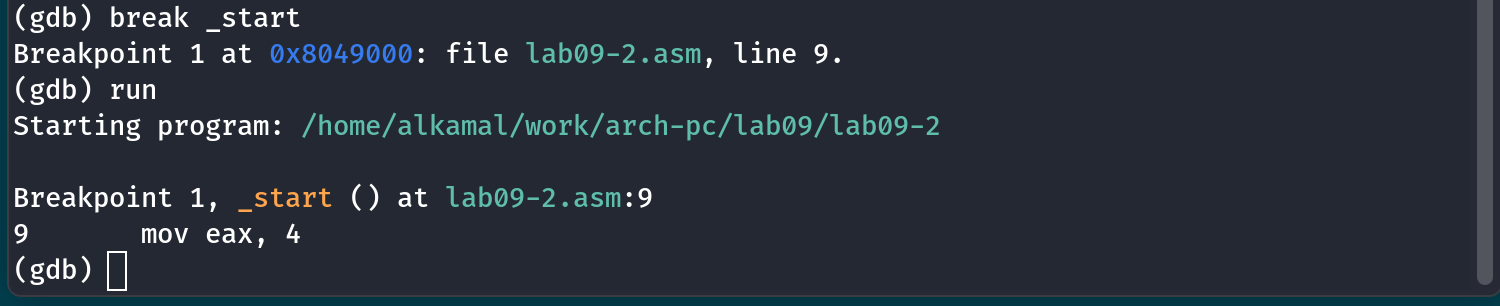 (gdb) break _start
Breakpoint 1 at 0x8049000: file lab09-2.asm, line 9.
(gdb) run
Starting program: /home/alkamal/work/arch-pc/lab09/lab09-2

Breakpoint 1, _start () at lab09-2.asm:9
9       mov eax, 4
(gdb)